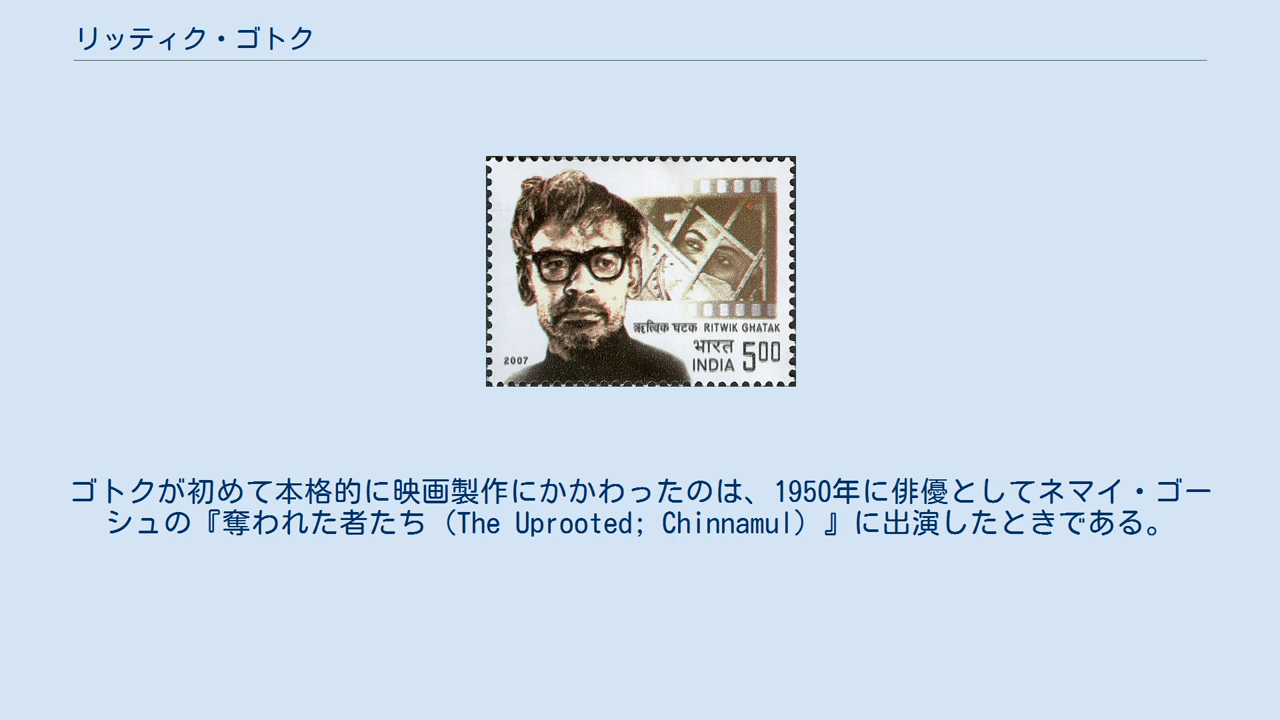 リッティク・ゴトク
ऋत्विक घटक RITWIK GHATAK
भारत
INDIA 500
2007
ゴトクが初めて本格的に映画製作にかかわったのは、1950年に俳優としてネマイ・ゴー
シュの『奪われた者たち（The Uprooted; Chinnamul）』に出演したときである。